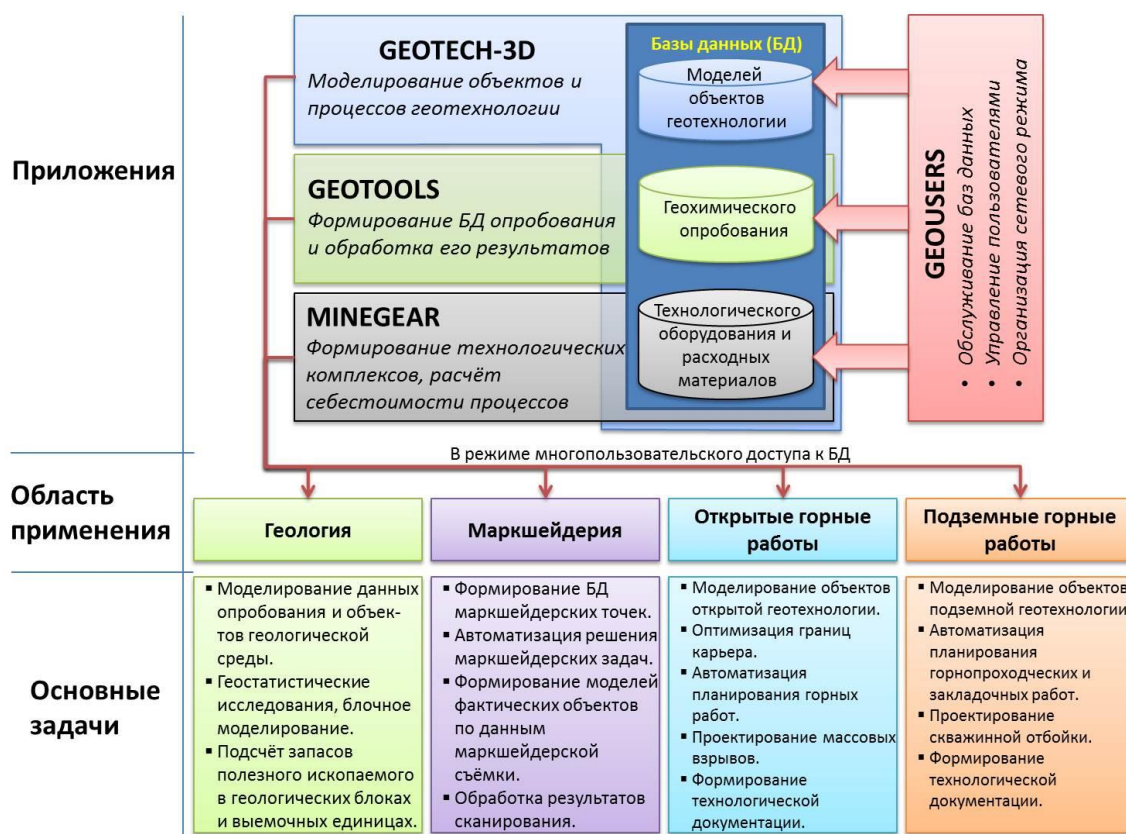 Приложения
GEOTECH-3D
Моделирование объектов и
процессов геотехнологии
GEOTOOLS
Формирование БД опробования
и обработка его результатов
MINEGEAR
Формирование технологических
комплексов, расчёт
себестоимости процессов
Базы данных (БД)
Моделей
объектов
геотехнологии
Геохимического
опробования
Технологического
оборудования и
расходных
материалов
GEOUSERS
• Обслуживание баз данных
• Управление пользователями
• Организация сетевого режима
В режиме многопользовательского доступа к БД
Область
применения
Геология
Маркшейдерия
Открытые горные
работы
Подземные горные
работы
Основные
задачи
▪ Моделирование данных
опробования и объек-
тов геологической
среды.
▪ Геостатистические
исследования, блочное
моделирование.
▪ Подсчёт запасов
полезного ископаемого
в геологических блоках
и выемочных единицах.
▪ Формирование БД
маркшейдерских точек.
▪ Автоматизация решения
маркшейдерских задач.
▪ Формирование моделей
фактических объектов
по данным
маркшейдерской
съёмки.
▪ Обработка результатов
сканирования.
▪ Моделирование объектов
открытой геотехнологии.
▪ Оптимизация границ
карьера.
▪ Автоматизация
планирования горных
работ.
▪ Проектирование массовых
взрывов.
▪ Формирование
технологической
документации.
▪ Моделирование объектов
подземной геотехнологии
▪ Автоматизация
планирования
горнопроходческих и
закладочных работ.
▪ Проектирование
скважинной отбойки.
▪ Формирование
технологической
документации.